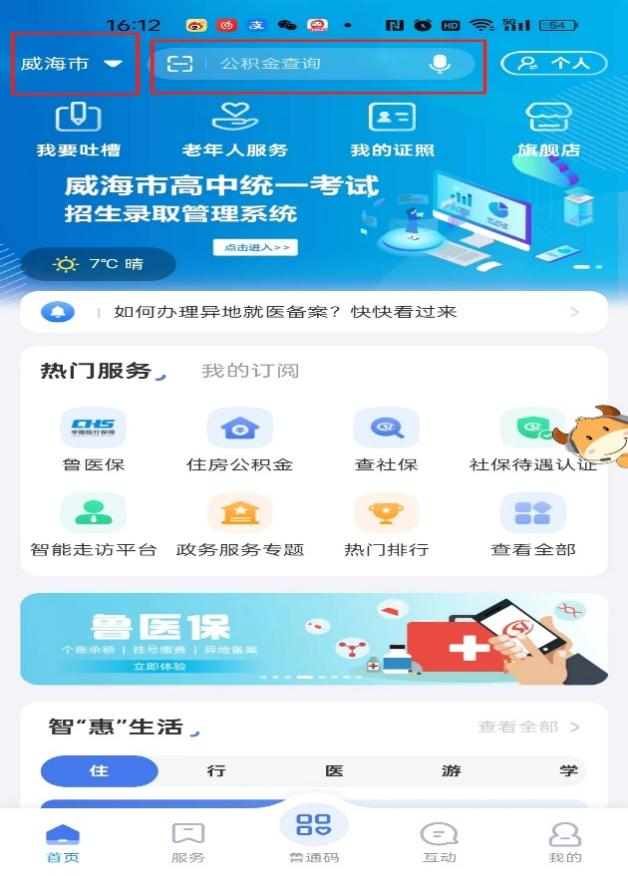 16:12 HD 5G 54
威海市 公积金查询 个人
我要吐槽 老年人服务 我的证照 旗舰店
威海市高中统一考试
招生录取管理系统
点击进入>>
7℃ 晴
如何办理异地就医备案？快快看过来
热门服务 我的订阅
CHS
中国医疗保障
鲁医保 住房公积金 查社保 社保待遇认证
智能走访平台 政务服务专题 热门排行 查看全部
鲁医保
个账余额 | 挂号缴费 | 异地备案
立即体验
智“惠”生活 查看全部 >
住 行 医 游 学
首页 服务 鲁通码 互动 我的